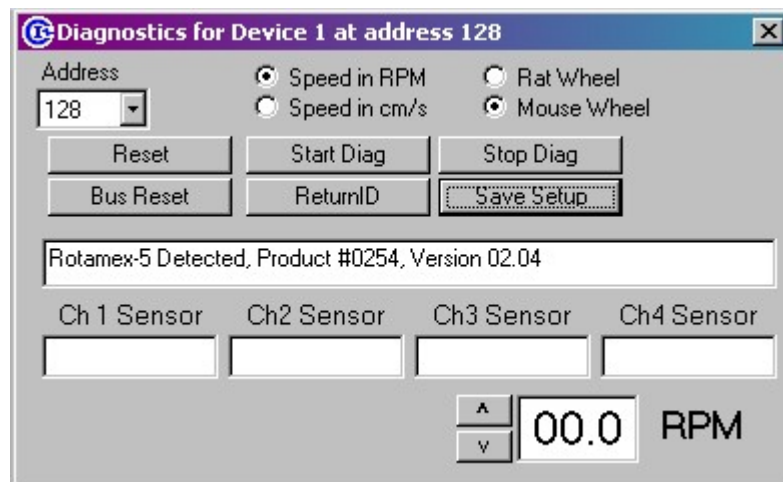 Diagnostics for Device 1 at address 128
Address
Speed in RPM Rat Wheel
128 Speed in cm/s Mouse Wheel
Reset Start Diag Stop Diag
Bus Reset ReturnID Save Setup
Rotamex-5 Detected, Product #0254, Version 02.04
Ch 1 Sensor Ch2 Sensor Ch3 Sensor Ch4 Sensor
00.0 RPM